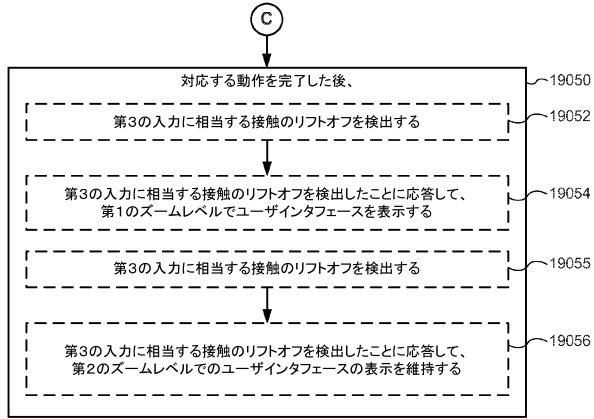 C
対応する動作を完了した後、
19050
第3の入力に相当する接触のリフトオフを検出する
19052
第3の入力に相当する接触のリフトオフを検出したことに応答して、
第1のズームレベルでユーザインタフェースを表示する
19054
第3の入力に相当する接触のリフトオフを検出する
19055
第3の入力に相当する接触のリフトオフを検出したことに応答して、
第2のズームレベルでのユーザインタフェースの表示を維持する
19056